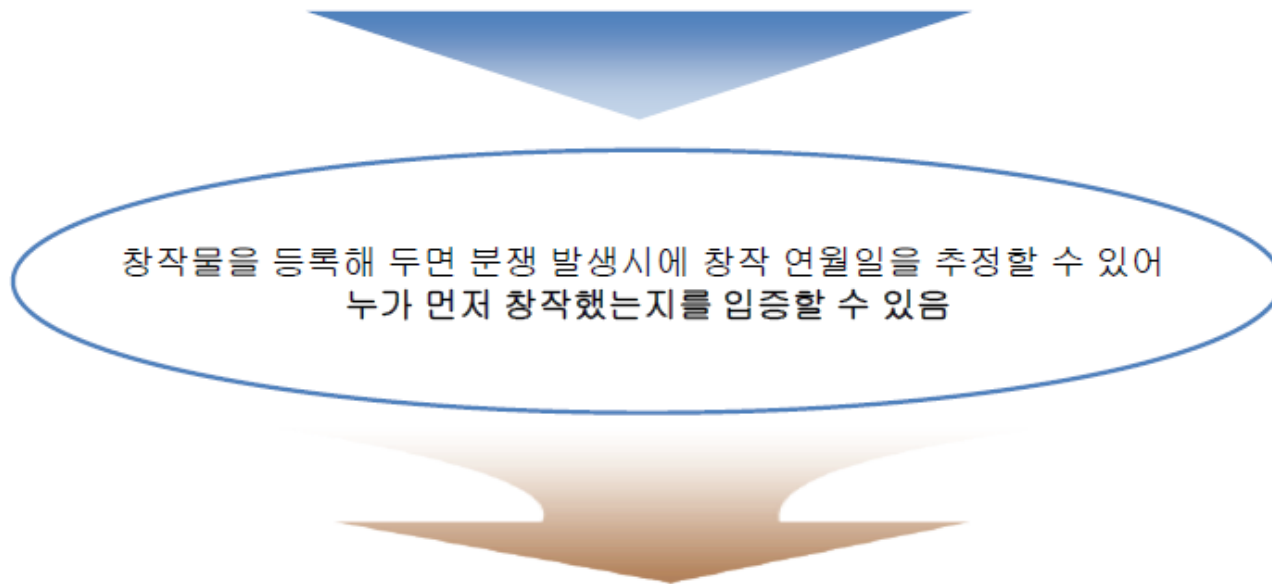 창작물을 등록해 두면 분쟁 발생시에 창작 연월일을 추정할 수 있어
누가 먼저 창작했는지를 입증할 수 있음